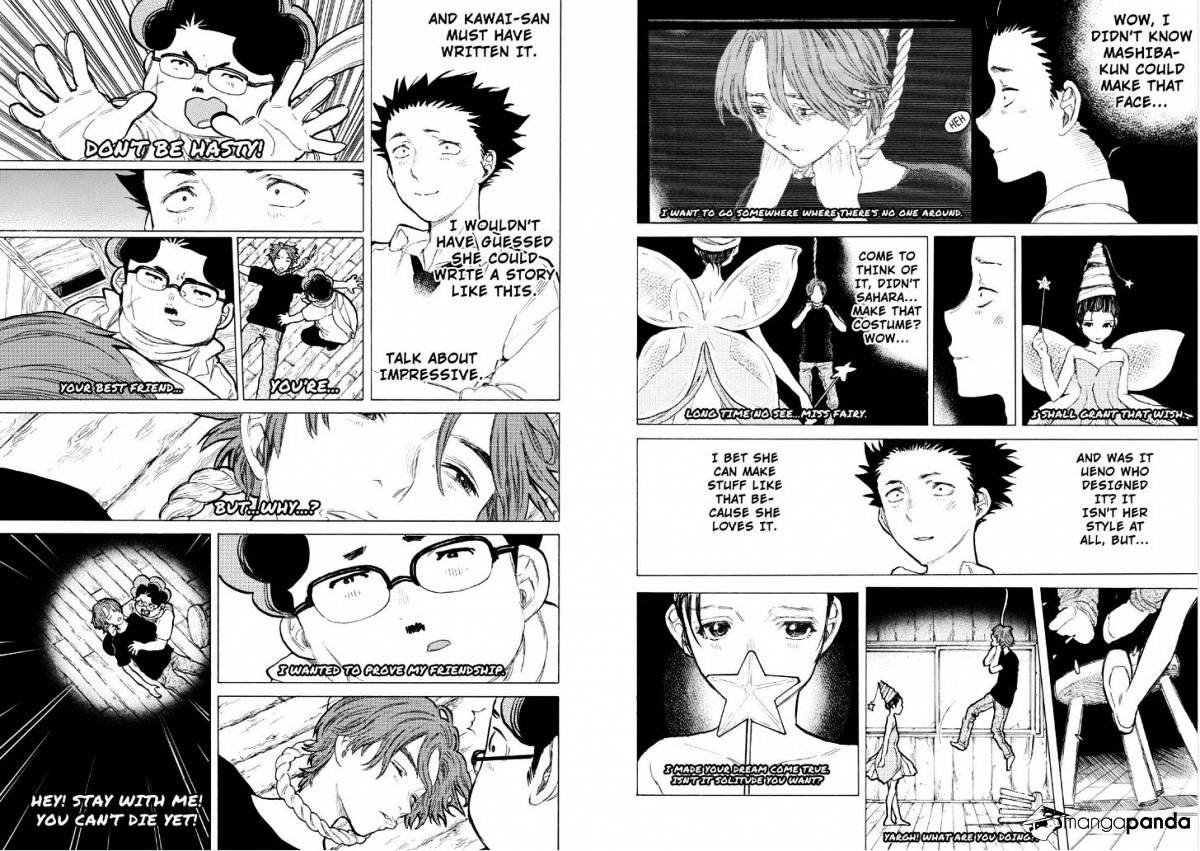 WOW, I
DIDN'T KNOW
MASHIBA-
KUN COULD
MAKE THAT
FACE...
HEH
I WANT TO GO SOMEWHERE WHERE THERE'S NO ONE AROUND.
I SHALL GRANT THAT WISH.
COME TO
THINK OF
IT, DIDN'T
SAHARA...
MAKE THAT
COSTUME?
WOW...
LONG TIME NO SEE...MISS FAIRY.
AND WAS IT
UENO WHO
DESIGNED
IT? IT
ISN'T HER
STYLE AT
ALL, BUT...
I BET SHE
CAN MAKE
STUFF LIKE
THAT BE-
CAUSE SHE
LOVES IT.
YARGH! WHAT ARE YOU DOING?
I MADE YOUR DREAM COME TRUE.
ISN'T IT SOLITUDE YOU WANT?
mangapanda
AND KAWAI-SAN
MUST HAVE
WRITTEN IT.
I WOULDN'T
HAVE GUESSED
SHE COULD
WRITE A STORY
LIKE THIS.
TALK ABOUT
IMPRESSIVE.
DON'T BE HASTY!
YOU'RE...
YOUR BEST FRIEND...
BUT...WHY...?
I WANTED TO PROVE MY FRIENDSHIP.
HEY! STAY WITH ME!
YOU CAN'T DIE YET!